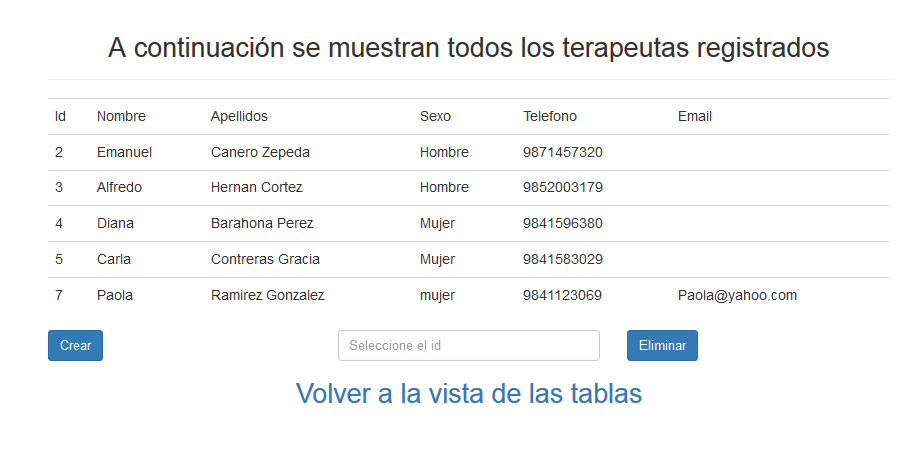 A continuación se muestran todos los terapeutas registrados
Id Nombre Apellidos Sexo Telefono Email
2 Emanuel Canero Zepeda Hombre 9871457320
3 Alfredo Hernan Cortez Hombre 9852003179
4 Diana Barahona Perez Mujer 9841596380
5 Carla Contreras Gracia Mujer 9841583029
7 Paola Ramirez Gonzalez mujer 9841123069 Paola@yahoo.com
Crear Seleccione el id Eliminar
Volver a la vista de las tablas